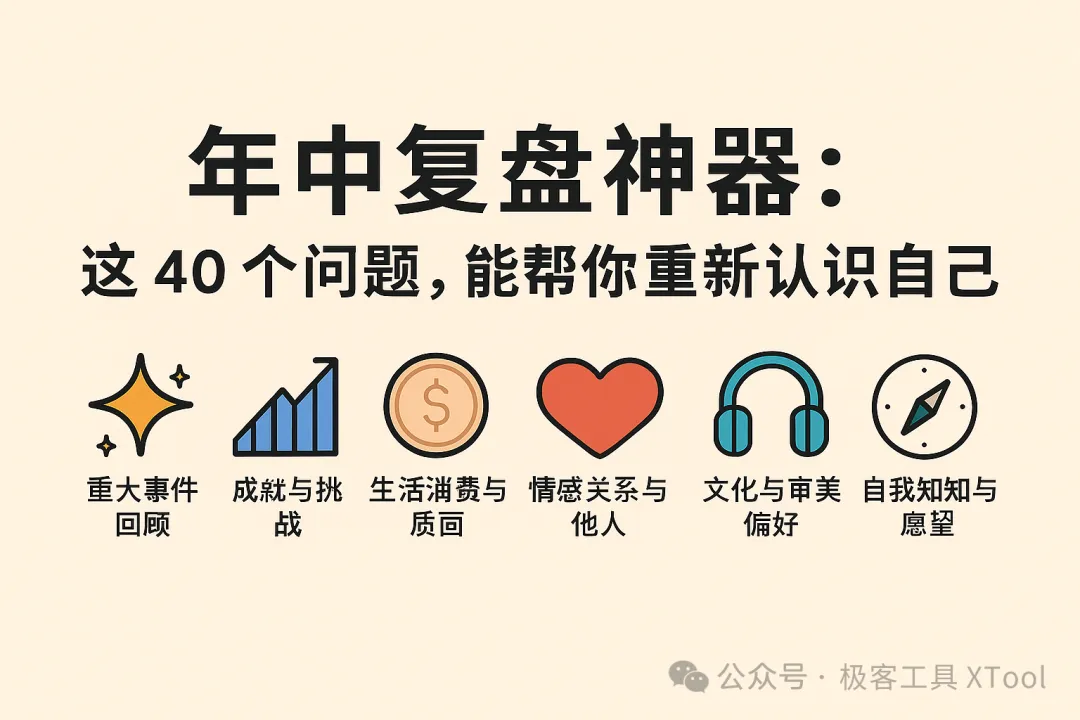 年中复盘神器：
这 40 个问题，能帮你重新认识自己
重大事件
回顾
成就与挑
战
生活消费与
质画
情感关系与
他人
文化与审美
偏好
自我知知与
愿望
公众号 · 极客工具 XTool